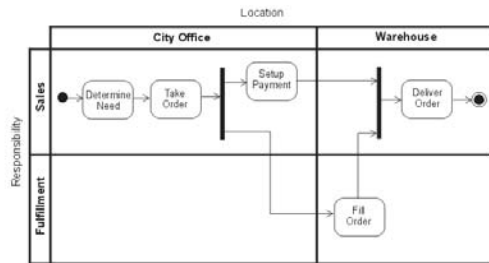 Location
City Office
Warehouse
Responsibility
Sales
Determine
Need
Take
Order
Setup
Payment
Deliver
Order
Fulfillment
Fill
Order